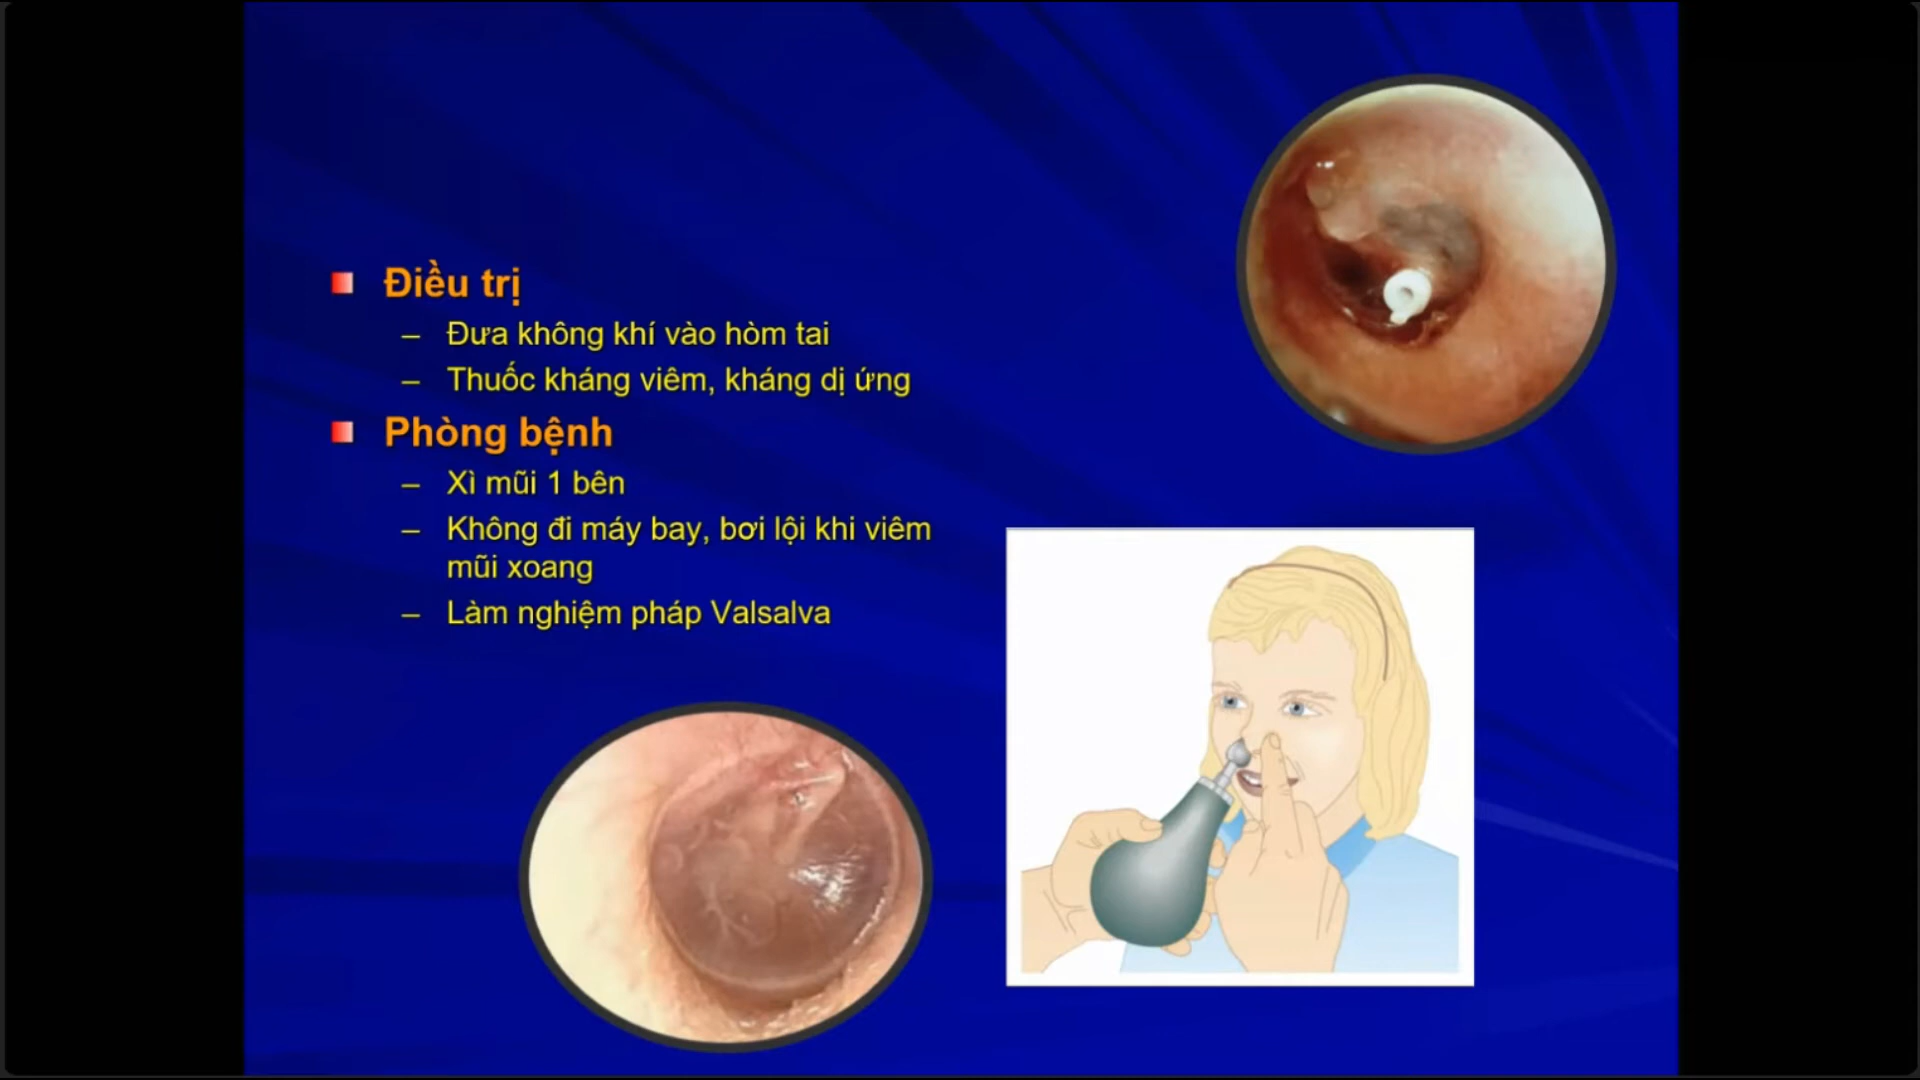 Điều trị
– Đưa không khí vào hòm tai
– Thuốc kháng viêm, kháng dị ứng
Phòng bệnh
– Xì mũi 1 bên
– Không đi máy bay, bơi lội khi viêm
mũi xoang
– Làm nghiệm pháp Valsalva